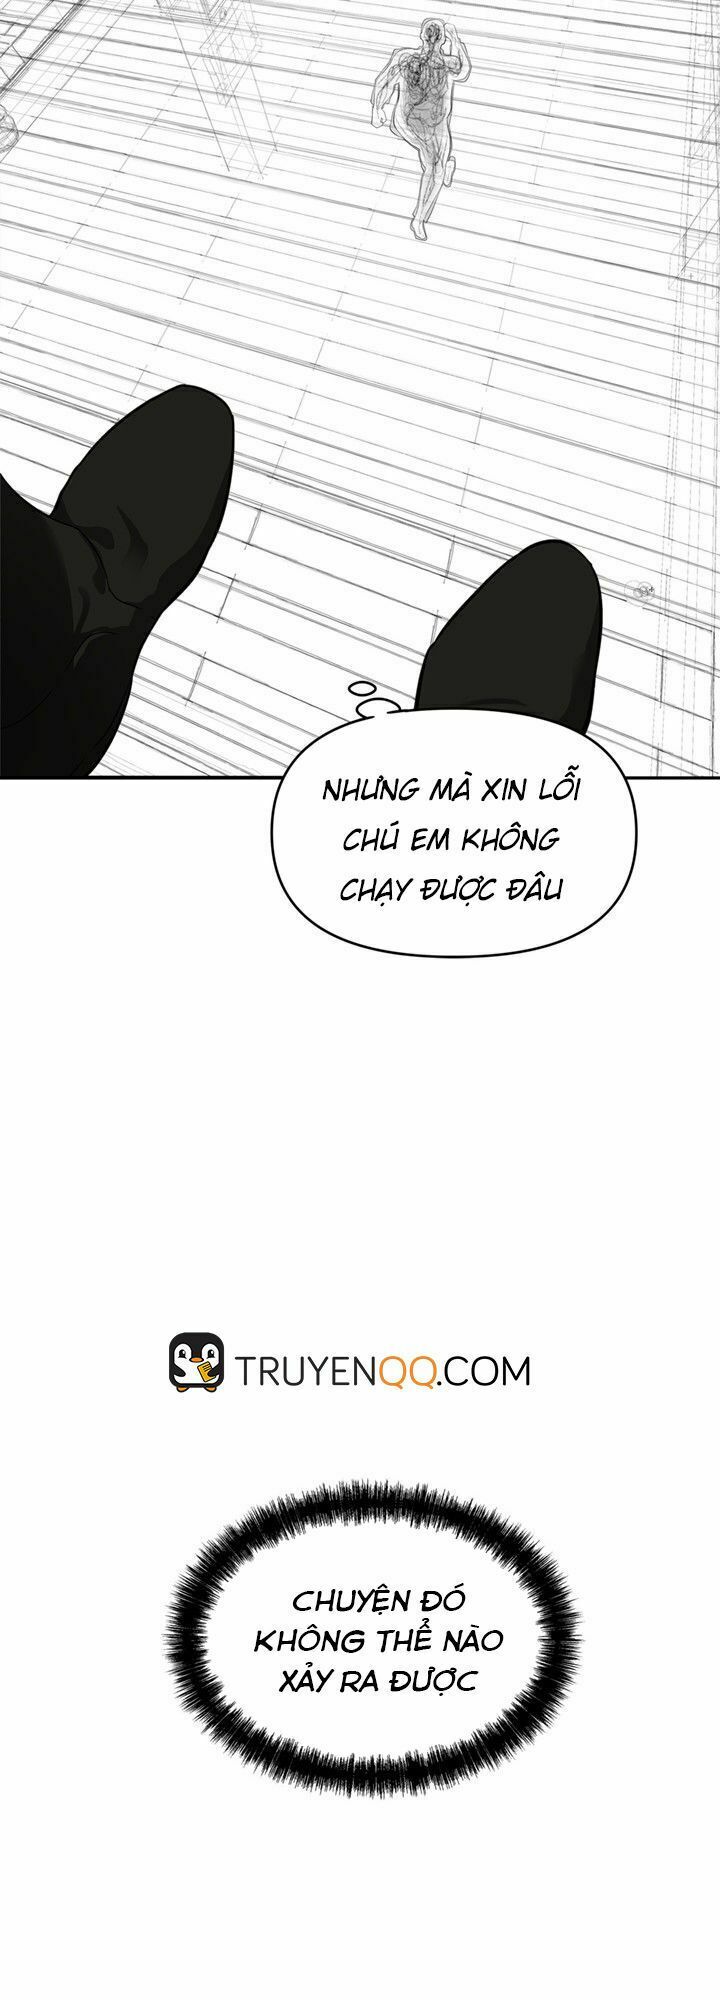 NHƯNG MÀ XIN LỖI
CHÚ EM KHÔNG
CHẠY ĐƯỢC ĐÂU
TRUYENQQ.COM
CHUYỆN ĐÓ
KHÔNG THỂ NÀO
XẢY RA ĐƯỢC